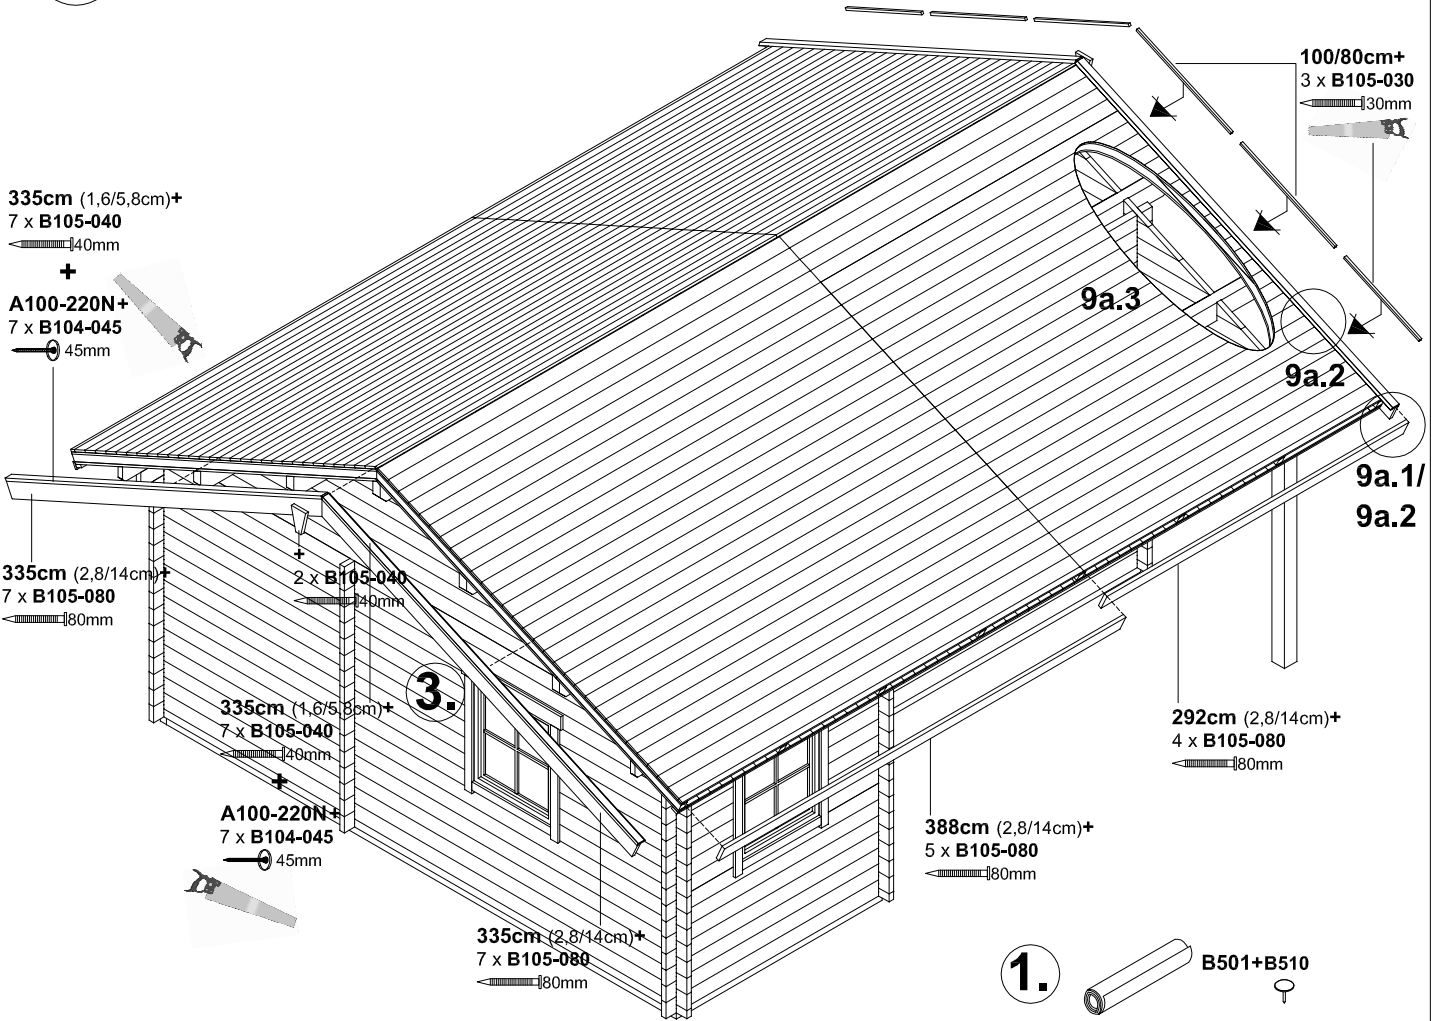 100/80cm+
3 x B105-030
30mm
335cm (1,6/5,8cm)+
7 x B105-040
40mm
+
A100-220N+
7 x B104-045
45mm
9a.3
9a.2
9a.1/
9a.2
335cm (2,8/14cm)+
7 x B105-080
80mm
+
2 x B105-040
40mm
3.
335cm (1,6/5,8cm)+
7 x B105-040
40mm
+
A100-220N+
7 x B104-045
45mm
292cm (2,8/14cm)+
4 x B105-080
80mm
388cm (2,8/14cm)+
5 x B105-080
80mm
335cm (2,8/14cm)+
7 x B105-080
80mm
1.
B501+B510